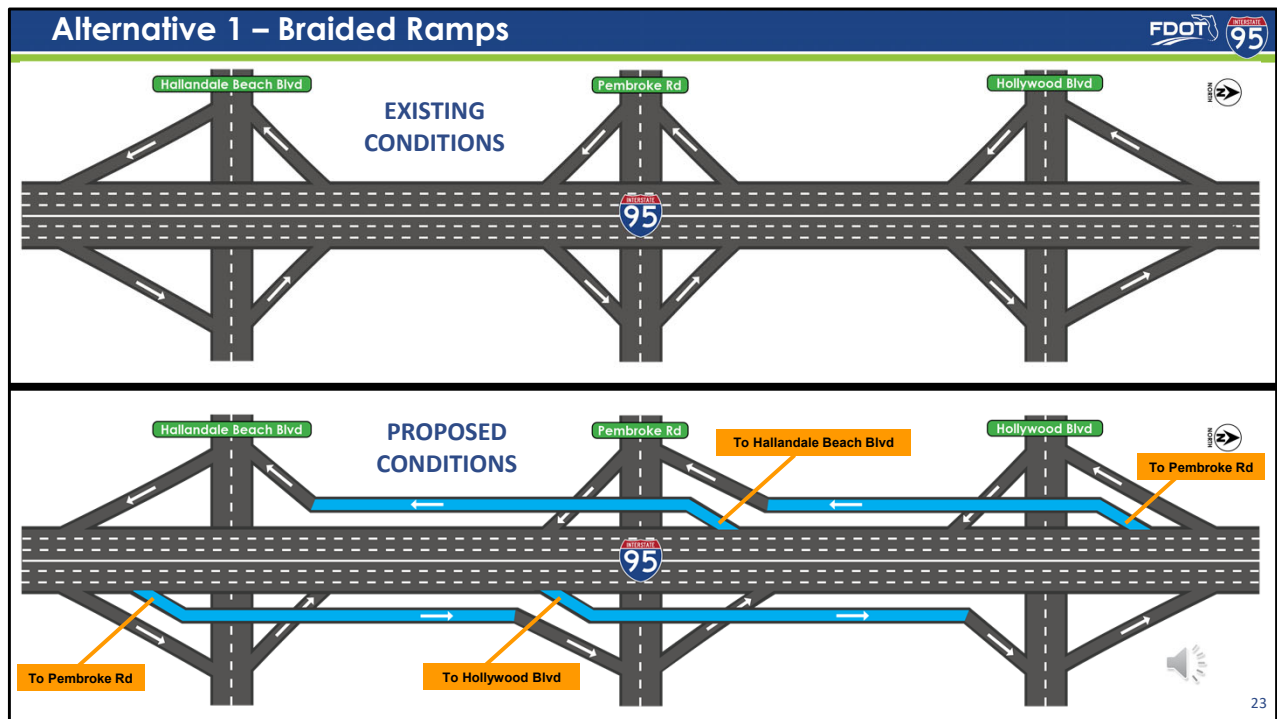 Alternative 1 – Braided Ramps
FDOT
INTERSTATE
95
Hallandale Beach Blvd
Pembroke Rd
Hollywood Blvd
NORTH
N
EXISTING
CONDITIONS
INTERSTATE
95
Hallandale Beach Blvd
Pembroke Rd
Hollywood Blvd
NORTH
N
PROPOSED
CONDITIONS
To Hallandale Beach Blvd
To Pembroke Rd
INTERSTATE
95
To Pembroke Rd
To Hollywood Blvd
23